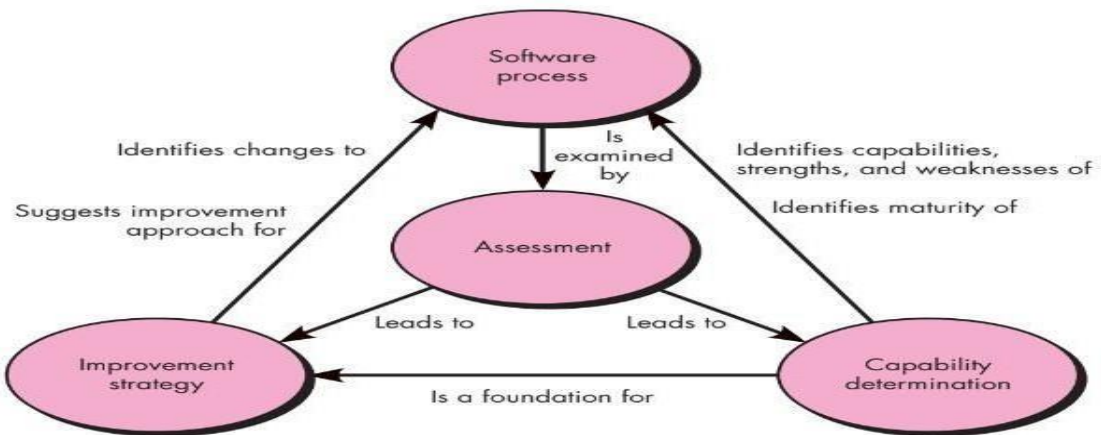 Software
process
Is
examined
by
Identifies changes to
Identifies capabilities,
strengths, and weaknesses of
Suggests improvement
approach for
Identifies maturity of
Assessment
Leads to
Leads to
Improvement
strategy
Capability
determination
Is a foundation for